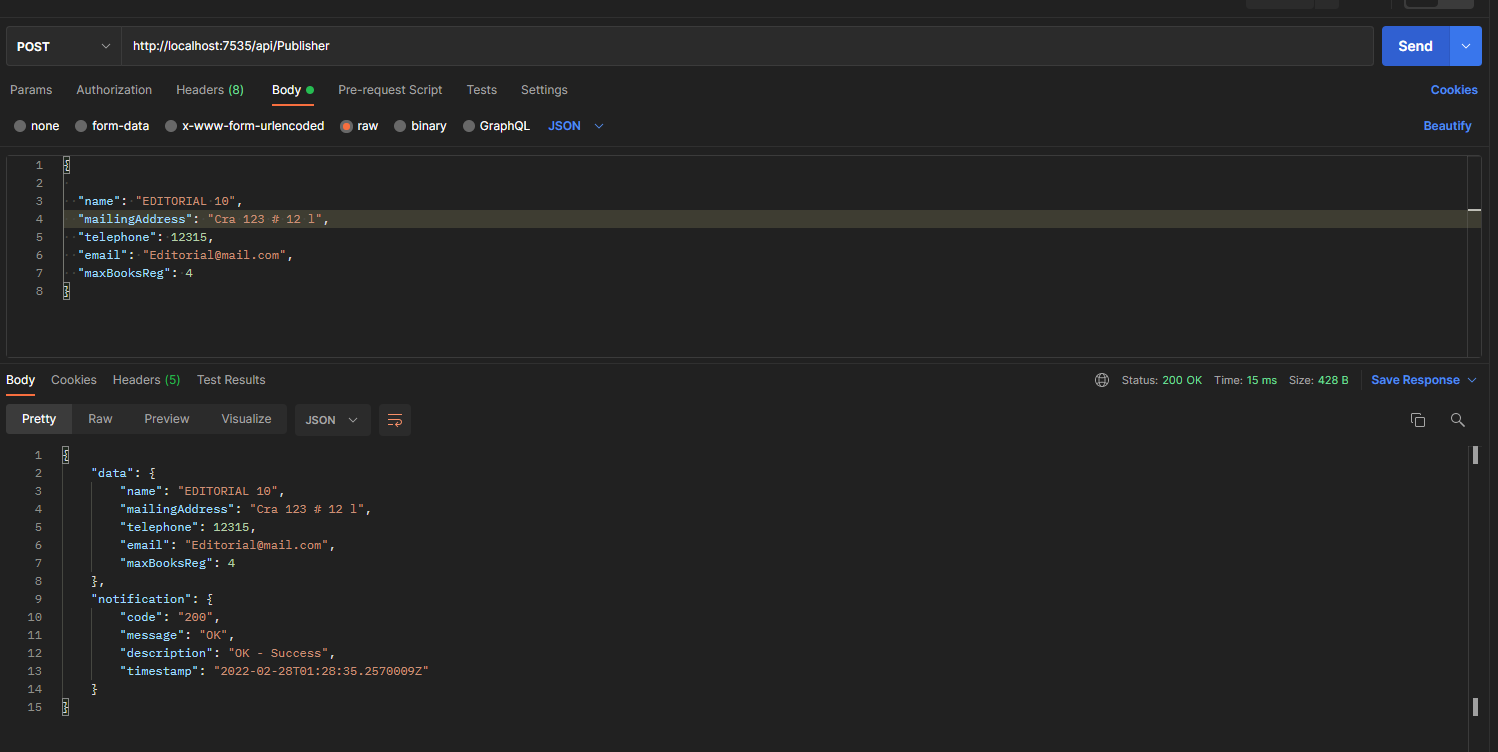 POST http://localhost:7535/api/Publisher Send
Params Authorization Headers (8) Body Pre-request Script Tests Settings Cookies
none form-data x-www-form-urlencoded raw binary GraphQL JSON Beautify
1 {
2
3 "name": "EDITORIAL 10",
4 "mailingAddress": "Cra 123 # 12 l",
5 "telephone": 12315,
6 "email": "Editorial@mail.com",
7 "maxBooksReg": 4
8 }
Body Cookies Headers (5) Test Results Status: 200 OK Time: 15 ms Size: 428 B Save Response
Pretty Raw Preview Visualize JSON
1 {
2 "data": {
3 "name": "EDITORIAL 10",
4 "mailingAddress": "Cra 123 # 12 l",
5 "telephone": 12315,
6 "email": "Editorial@mail.com",
7 "maxBooksReg": 4
8 },
9 "notification": {
10 "code": "200",
11 "message": "OK",
12 "description": "OK - Success",
13 "timestamp": "2022-02-28T01:28:35.2570009Z"
14 }
15 }